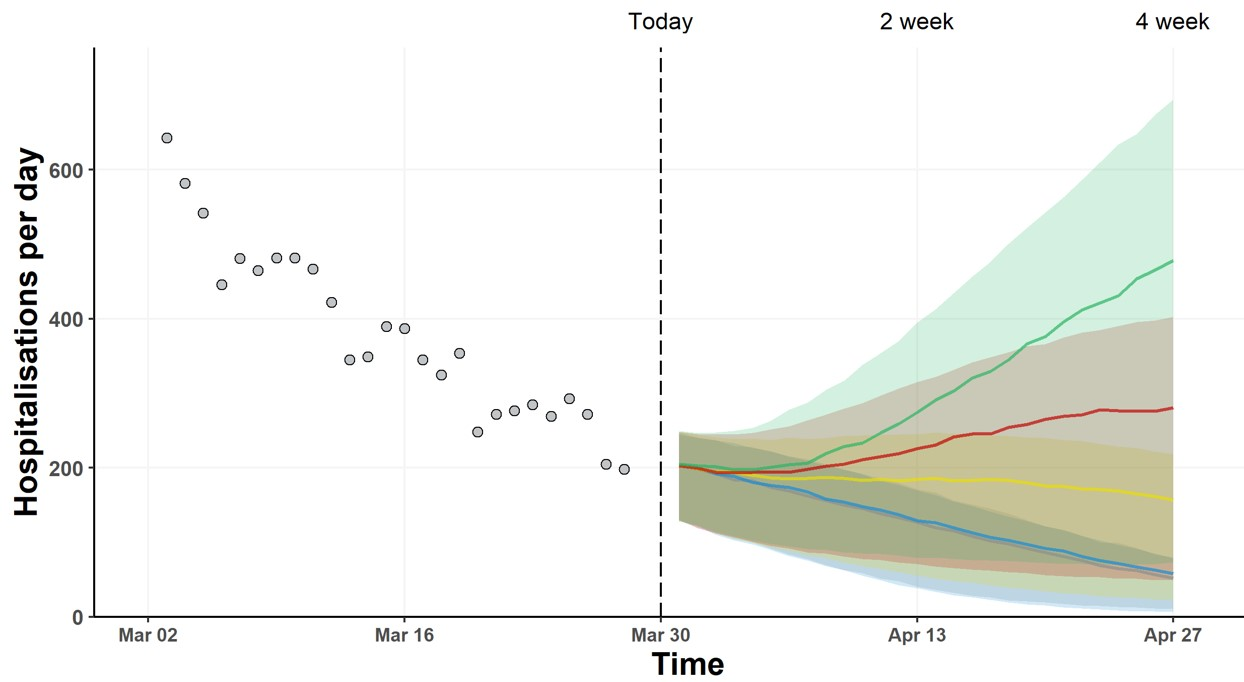 Today 2 week 4 week
Hospitalisations per day
600
400
200
0
Mar 02 Mar 16 Mar 30 Apr 13 Apr 27
Time